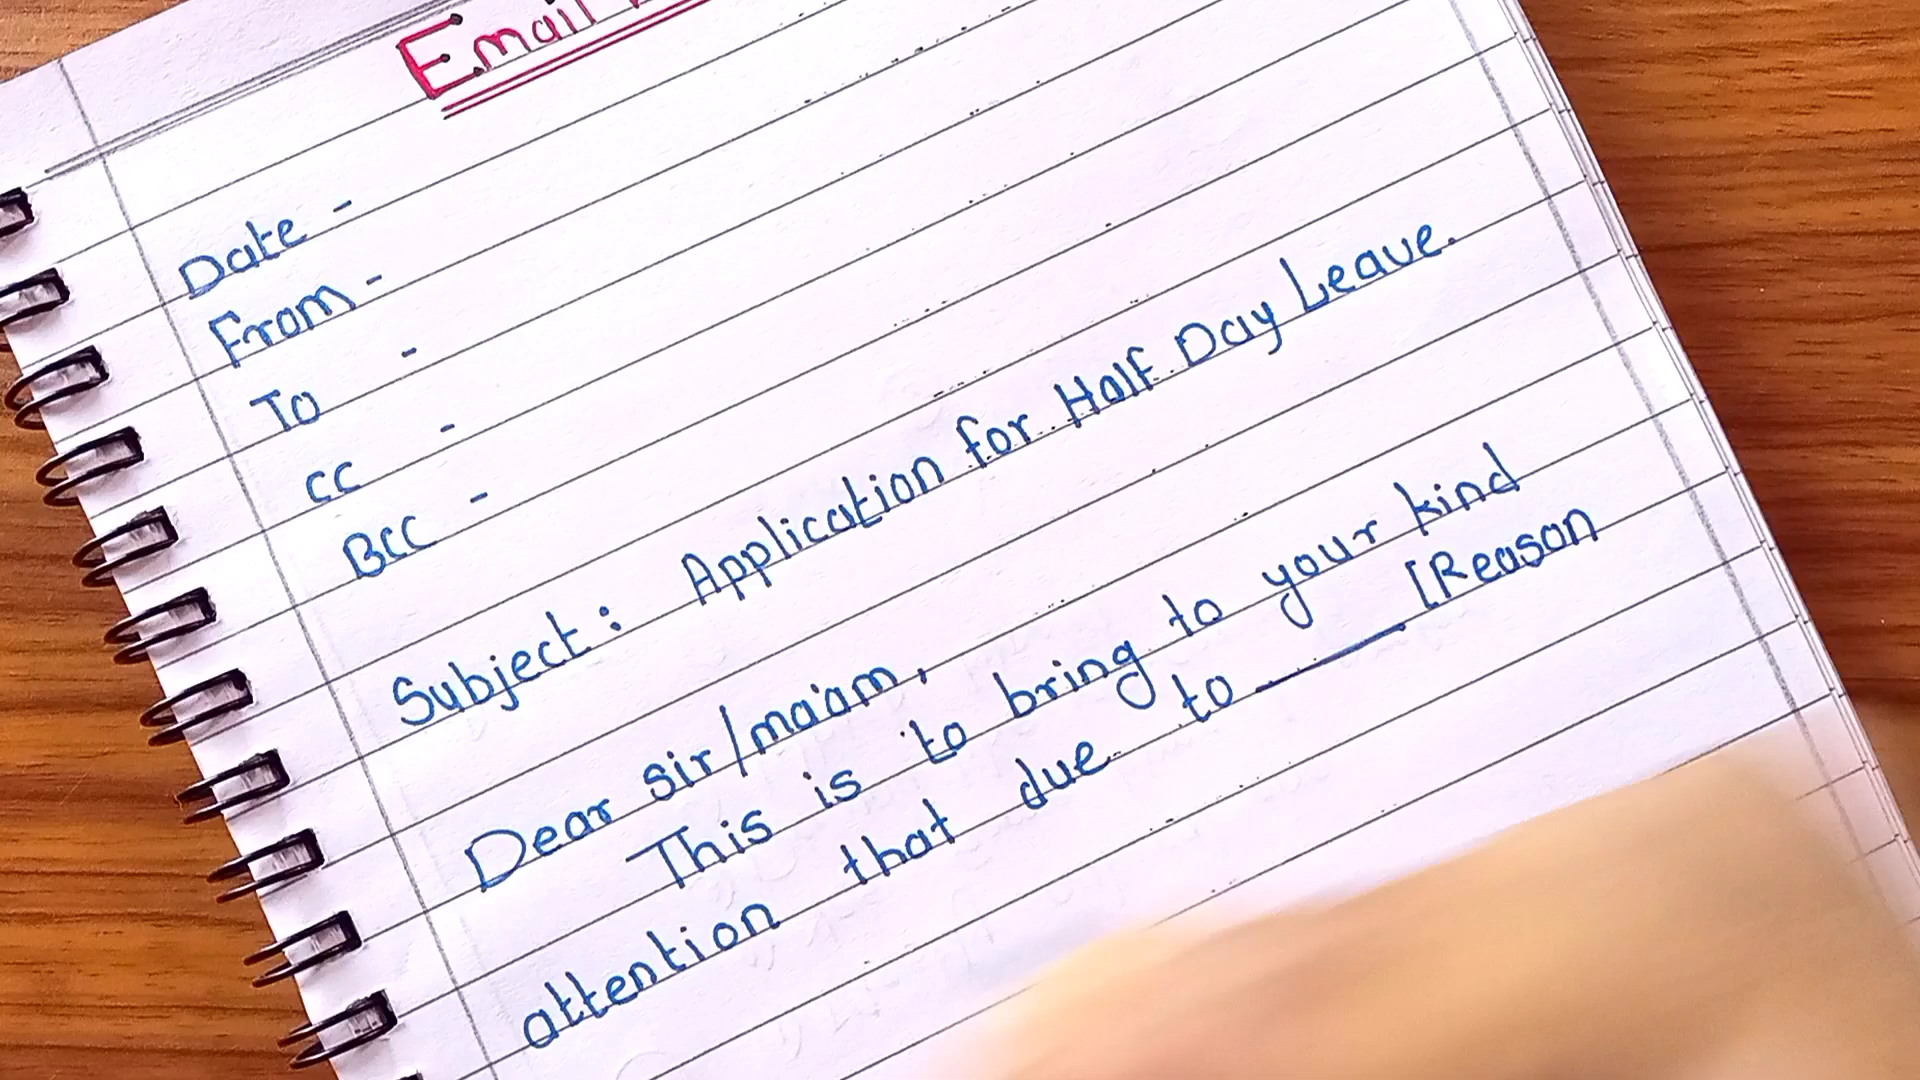 Email
Date -
From -
To -
CC -
BCC -
Subject : Application for Half Day Leave.
Dear sir/ma'am,
This is to bring to your kind
attention that due to ____ [Reason